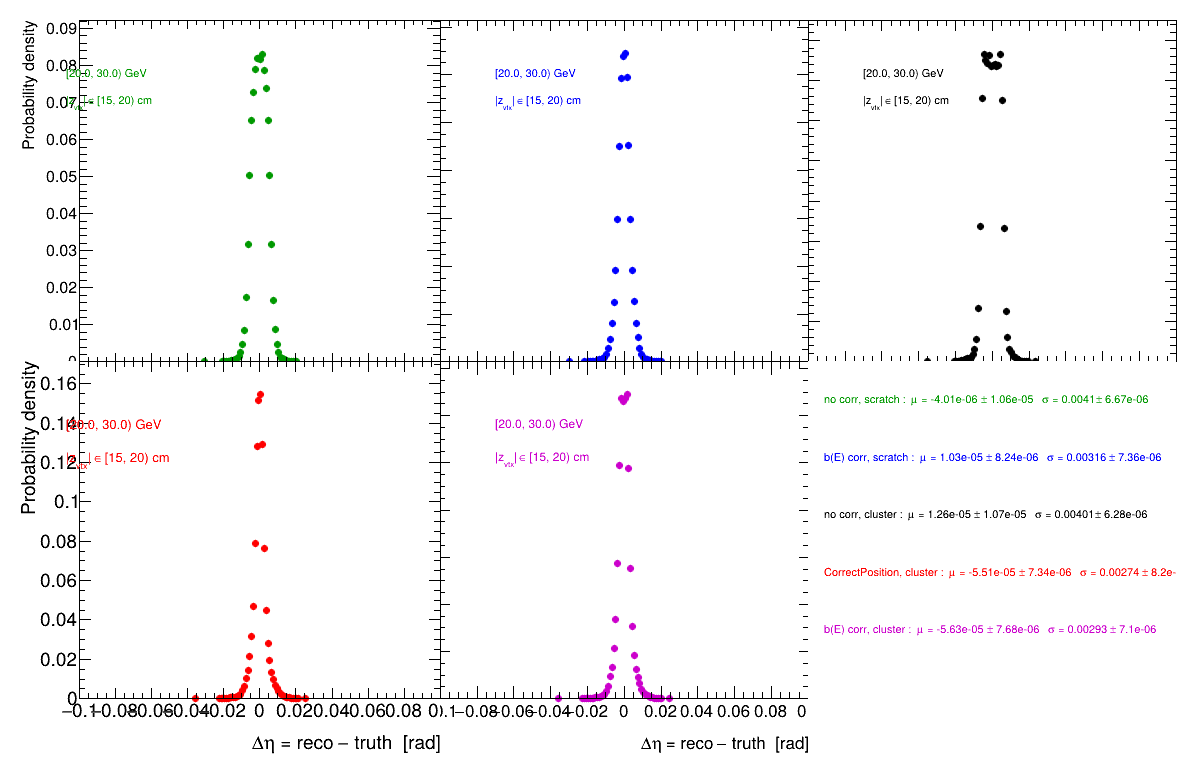 Probability density
0.09
0.08
0.07
0.06
0.05
0.04
0.03
0.02
0.01
0
[20.0, 30.0) GeV
|z_vtx| ∈ [15, 20) cm
[20.0, 30.0) GeV
|z_vtx| ∈ [15, 20) cm
[20.0, 30.0) GeV
|z_vtx| ∈ [15, 20) cm
Probability density
0.16
0.14
0.12
0.1
0.08
0.06
0.04
0.02
0
[20.0, 30.0) GeV
|z_vtx| ∈ [15, 20) cm
[20.0, 30.0) GeV
|z_vtx| ∈ [15, 20) cm
−0.1 −0.08 −0.06 −0.04 −0.02 0 0.02 0.04 0.06 0.08 0.1
−0.08 −0.06 −0.04 −0.02 0 0.02 0.04 0.06 0.08 0
Δη = reco − truth [rad]
Δη = reco − truth [rad]
no corr, scratch : μ = -4.01e-06 ± 1.06e-05 σ = 0.0041 ± 6.67e-06
b(E) corr, scratch : μ = 1.03e-05 ± 8.24e-06 σ = 0.00316 ± 7.36e-06
no corr, cluster : μ = 1.26e-05 ± 1.07e-05 σ = 0.00401 ± 6.28e-06
CorrectPosition, cluster : μ = -5.51e-05 ± 7.34e-06 σ = 0.00274 ± 8.2e-
b(E) corr, cluster : μ = -5.63e-05 ± 7.68e-06 σ = 0.00293 ± 7.1e-06